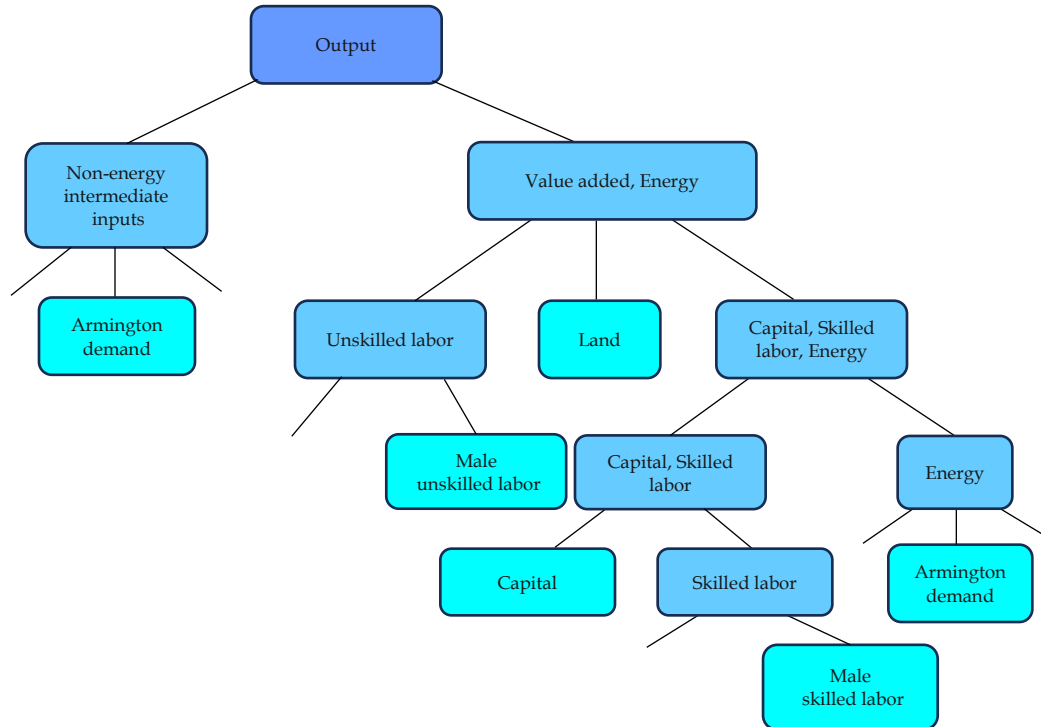 Output
Non-energy
intermediate
inputs
Value added, Energy
Armington
demand
Unskilled labor
Land
Capital, Skilled
labor, Energy
Male
unskilled labor
Capital, Skilled
labor
Energy
Capital
Skilled labor
Armington
demand
Male
skilled labor